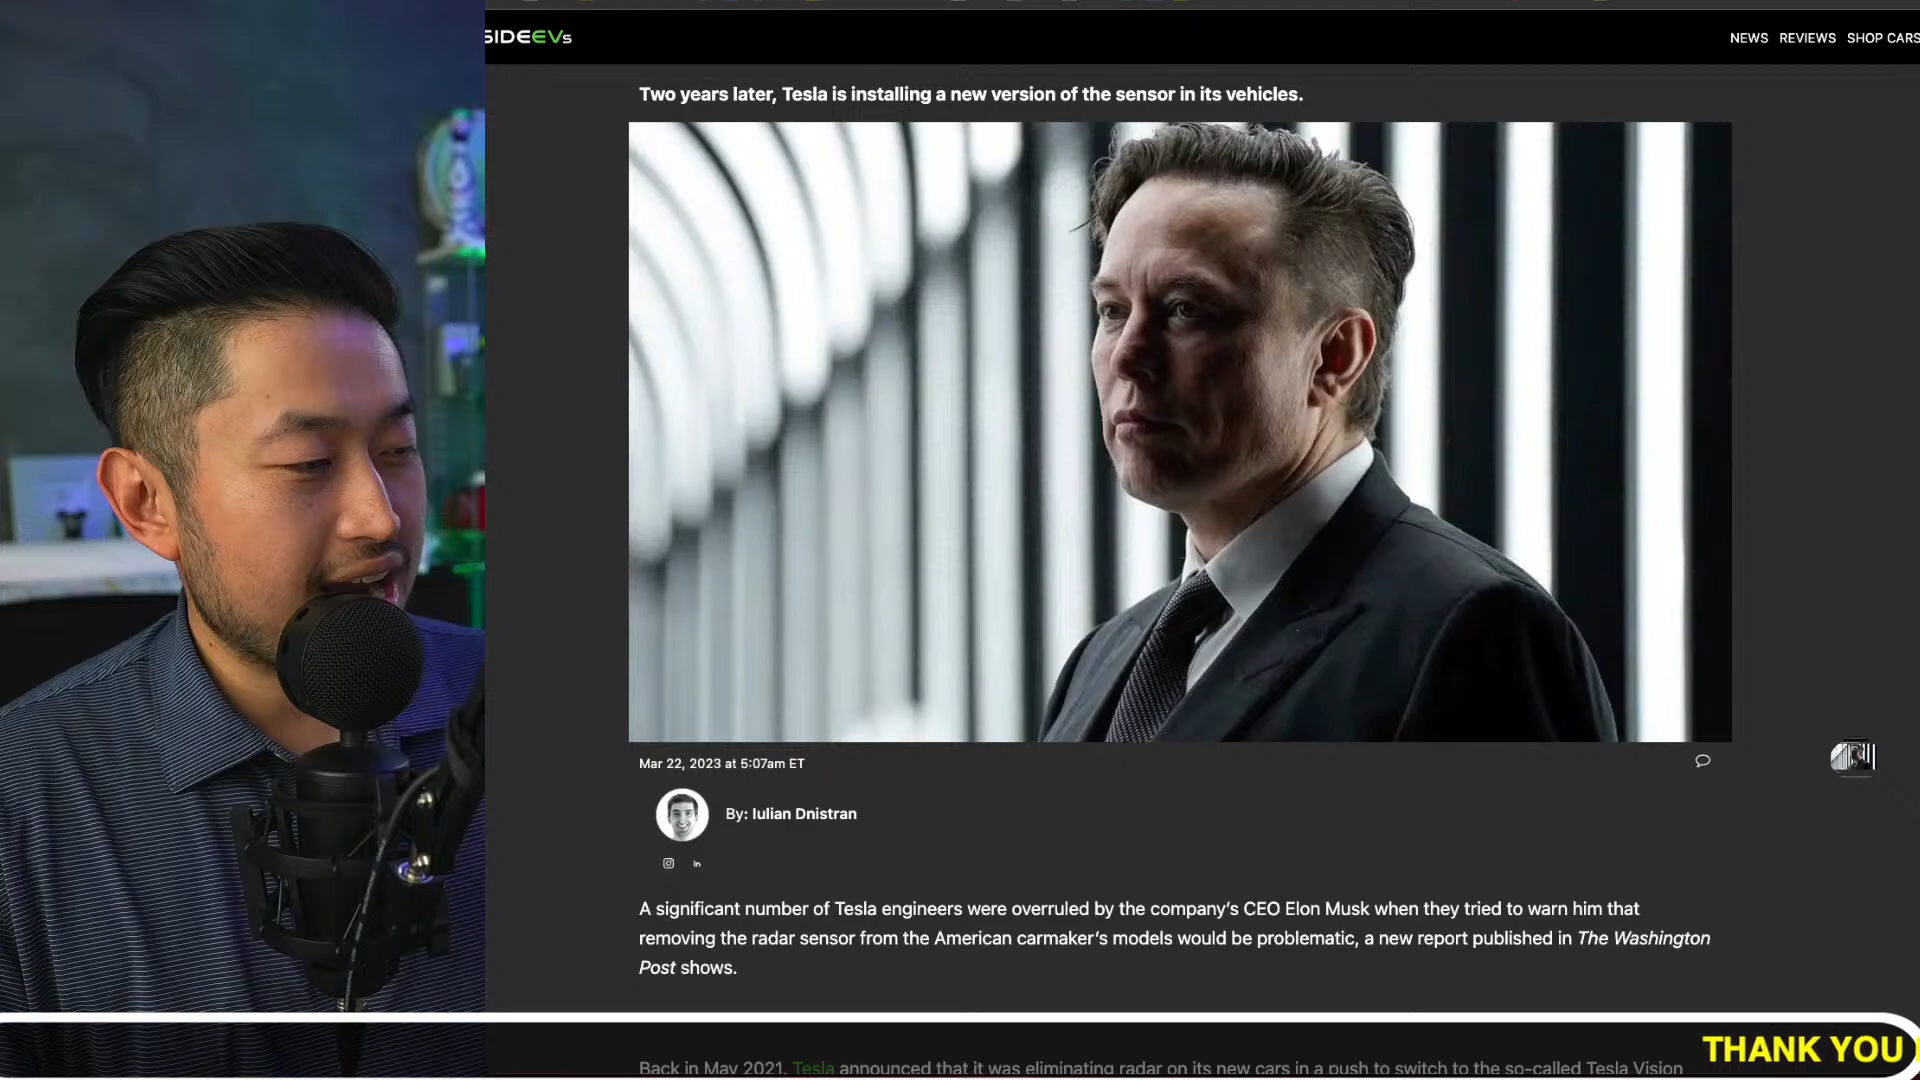 SIDEEVs
NEWS REVIEWS SHOP CARS
Two years later, Tesla is installing a new version of the sensor in its vehicles.
Mar 22, 2023 at 5:07am ET
By: Iulian Dnistran
in
A significant number of Tesla engineers were overruled by the company's CEO Elon Musk when they tried to warn him that
removing the radar sensor from the American carmaker's models would be problematic, a new report published in The Washington
Post shows.
THANK YOU
Back in May 2021, Tesla announced that it was eliminating radar on its new cars in a push to switch to the so-called Tesla Vision